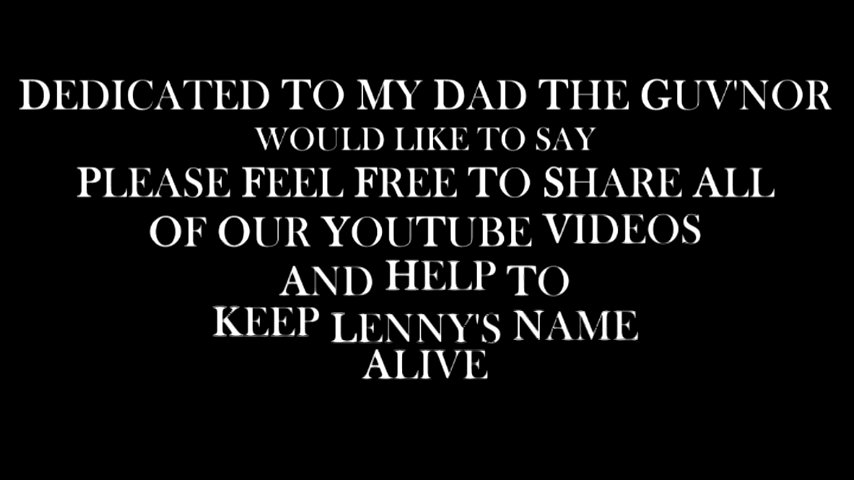 DEDICATED TO MY DAD THE GUV'NOR
WOULD LIKE TO SAY
PLEASE FEEL FREE TO SHARE ALL
OF OUR YOUTUBE VIDEOS
AND HELP TO
KEEP LENNY'S NAME
ALIVE